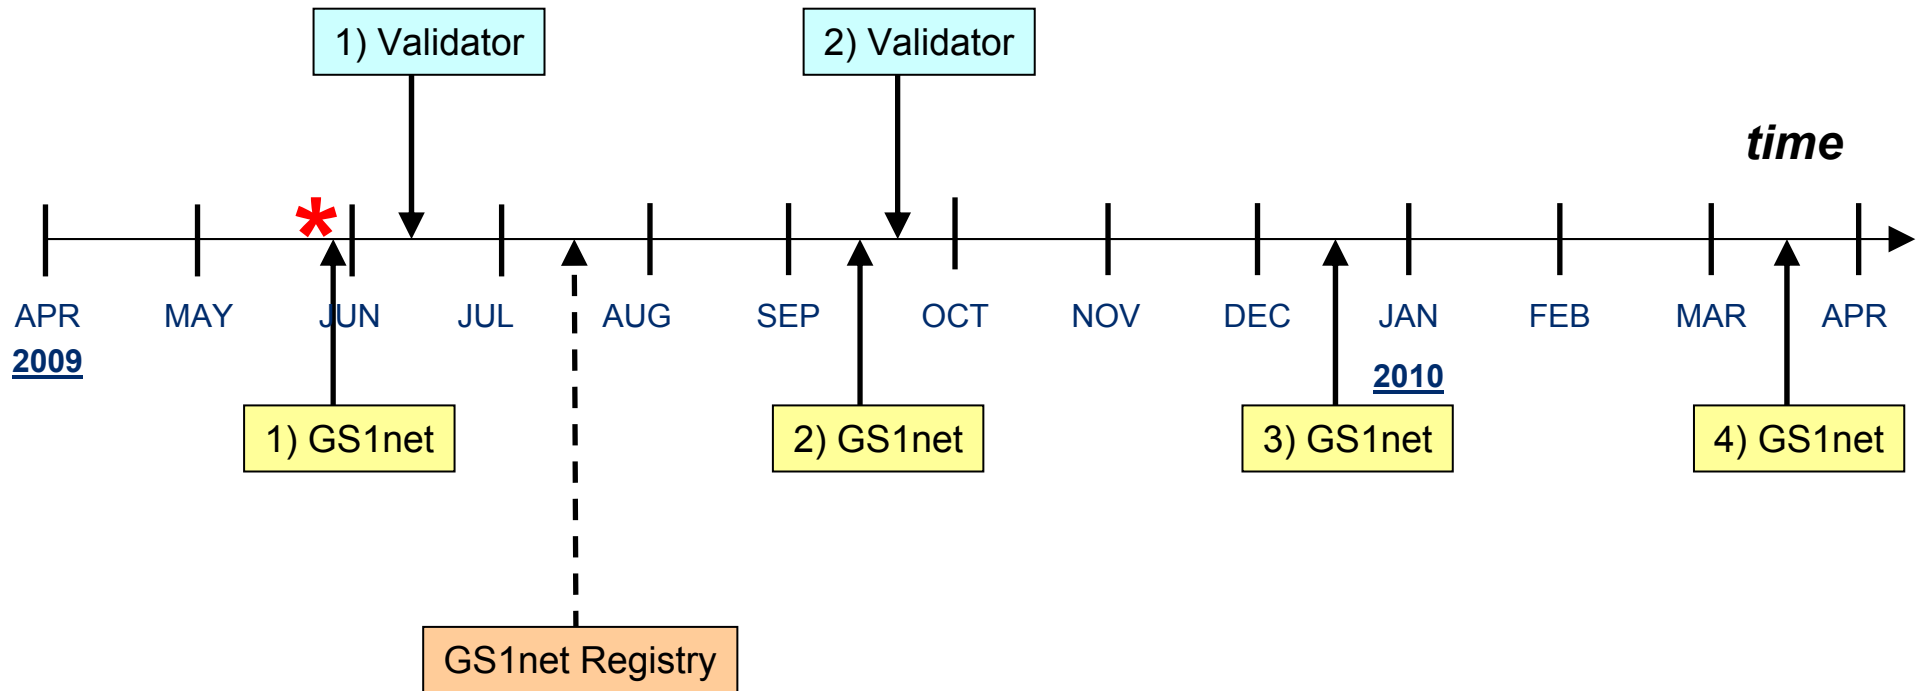 1) Validator
2) Validator
time
*
APR MAY JUN JUL AUG SEP OCT NOV DEC JAN FEB MAR APR
2009
2010
1) GS1net
2) GS1net
3) GS1net
4) GS1net
GS1net Registry